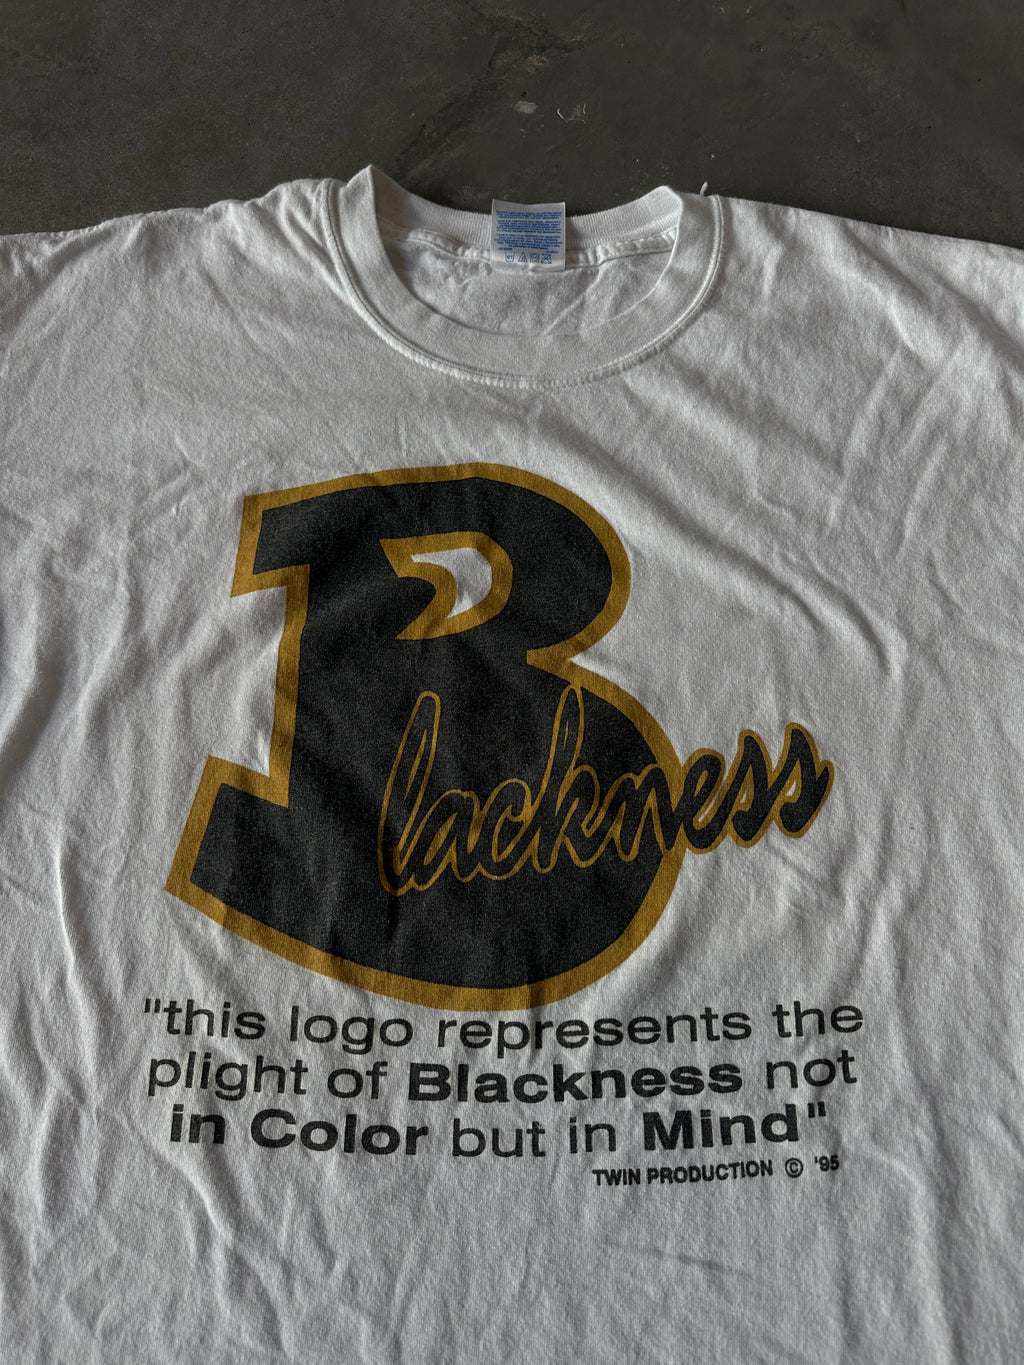 Blackness
"this logo represents the
plight of Blackness not
in Color but in Mind"
TWIN PRODUCTION © '95